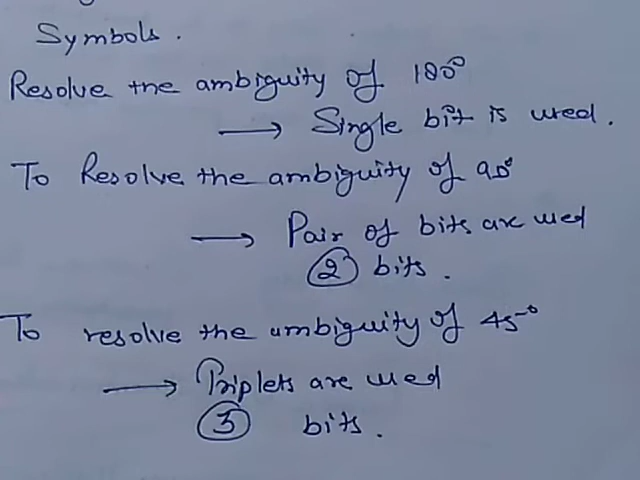 Symbols.
Resolve the ambiguity of 180°
→ Single bit is used.
To Resolve the ambiguity of 90°
→ Pair of bits are used
2 bits.
To resolve the ambiguity of 45°
→ Triplets are used
3 bits.